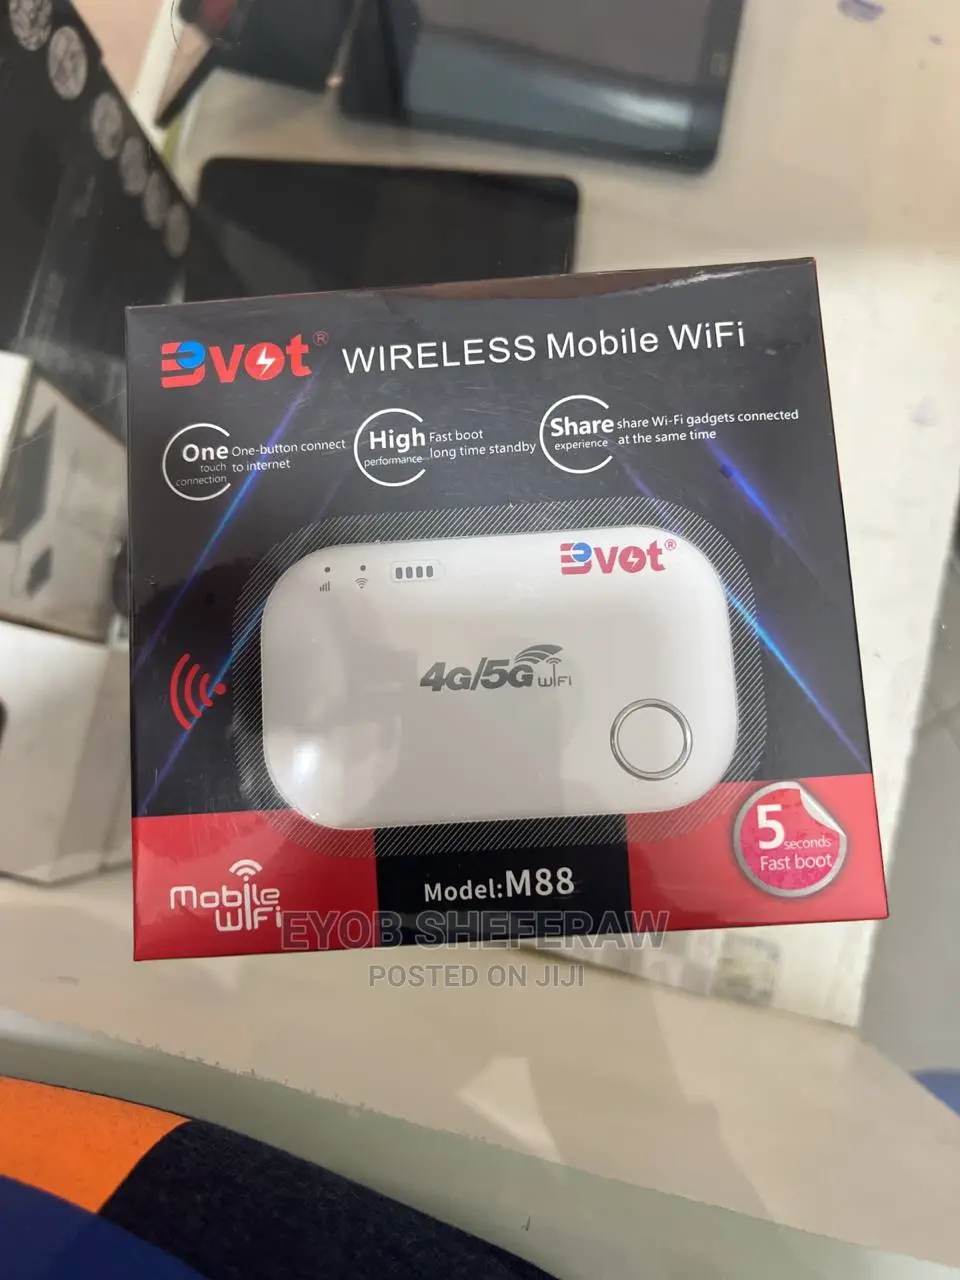 Bvot® WIRELESS Mobile WiFi
One touch connection
One-button connect
to internet
High performance
Fast boot
long time standby
Share experience
share Wi-Fi gadgets connected
at the same time
Bvot®
4G/5G WiFi
5 seconds
Fast boot
Model:M88
Mobile
WiFi
EYOB SHEFERAW
POSTED ON JIJI